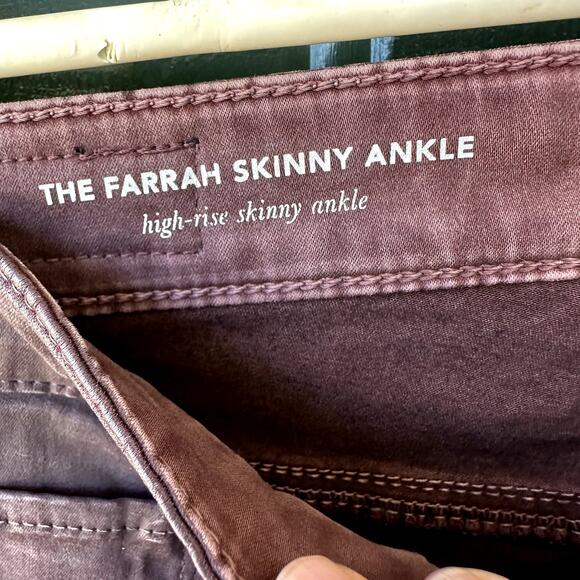 THE FARRAH SKINNY ANKLE
high-rise skinny ankle